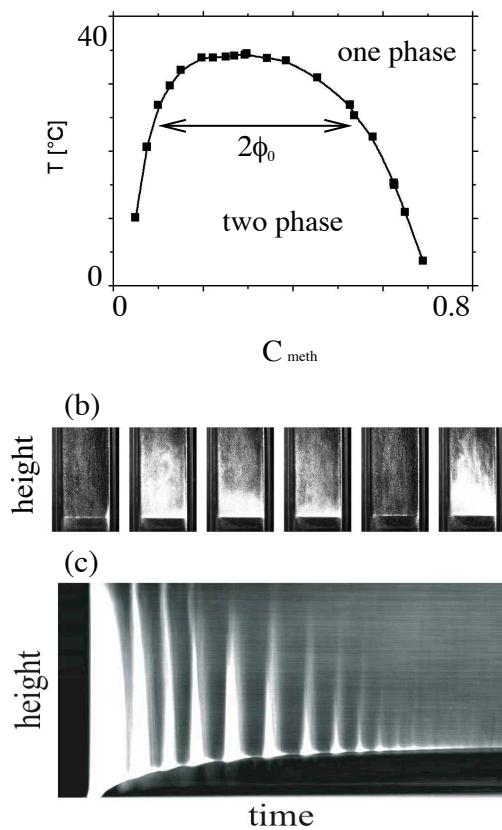 40
one phase
T [°C]
2ϕ₀
two phase
0
0
0.8
C meth
(b)
height
(c)
height
time